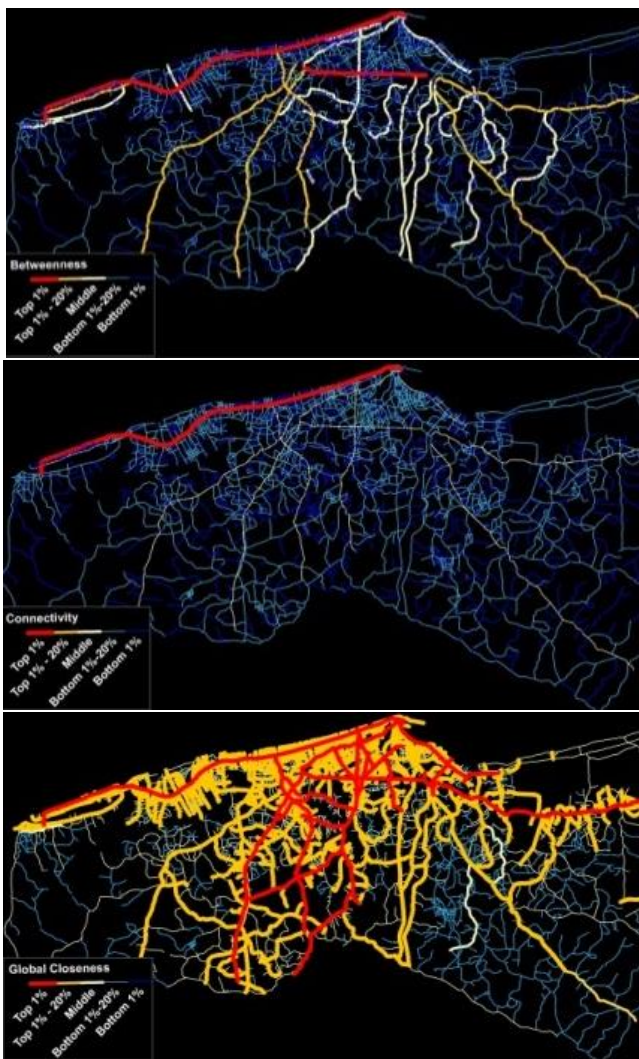 Betweenness
Top 1%
Top 1% - 20%
Middle
Bottom 1%-20%
Bottom 1%
Connectivity
Top 1%
Top 1% - 20%
Middle
Bottom 1%-20%
Bottom 1%
Global Closeness
Top 1%
Top 1% - 20%
Middle
Bottom 1%-20%
Bottom 1%